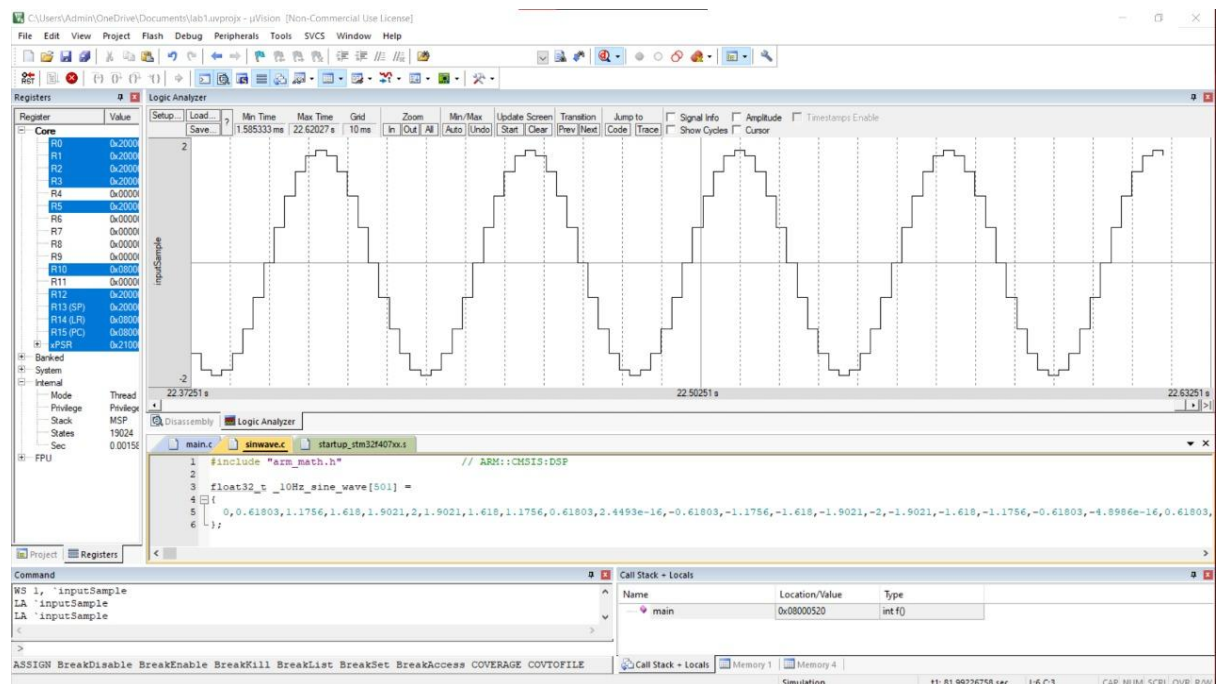 C:\Users\Admin\OneDrive\Documents\lab1.uvprojx - µVision [Non-Commercial Use License]
File Edit View Project Flash Debug Peripherals Tools SVCS Window Help
Registers
Logic Analyzer
Register Value
Core
R0 0x2000
R1 0x2000
R2 0x2000
R3 0x2000
R4 0x0000
R5 0x2000
R6 0x0000
R7 0x0000
R8 0x0000
R9 0x0000
R10 0x0800
R11 0x0000
R12 0x2000
R13 (SP) 0x2000
R14 (LR) 0x0800
R15 (PC) 0x0800
xPSR 0x2100
Banked
System
Internal
Mode Thread
Privilege Privilege
Stack MSP
States 19024
Sec 0.00158
FPU
Project Registers
Setup... Load... ? Min Time Max Time Grid Zoom Min/Max Update Screen Transition Jump to Signal Info Amplitude Timestamps Enable
Save... 1.585333 ms 22.62027 s 10 ms In Out All Auto Undo Start Clear Prev Next Code Trace Show Cycles Cursor
2
inputSample
-2
22.37251 s 22.50251 s 22.63251 s
Disassembly Logic Analyzer
main.c sinwave.c startup_stm32f407xx.s
1 #include "arm_math.h" // ARM::CMSIS:DSP
2
3 float32_t _10Hz_sine_wave[501] =
4 {
5 0,0.61803,1.1756,1.618,1.9021,2,1.9021,1.618,1.1756,0.61803,2.4493e-16,-0.61803,-1.1756,-1.618,-1.9021,-2,-1.9021,-1.618,-1.1756,-0.61803,-4.8986e-16,0.61803,
6 };
Command
WS 1, `inputSample
LA `inputSample
LA `inputSample
>
ASSIGN BreakDisable BreakEnable BreakKill BreakList BreakSet BreakAccess COVERAGE COVTOFILE
Call Stack + Locals
Name Location/Value Type
main 0x08000520 int f()
Call Stack + Locals Memory 1 Memory 4
Simulation t1: 81.99226758 sec L:6 C:3 CAP NUM SCRL OVR R/W